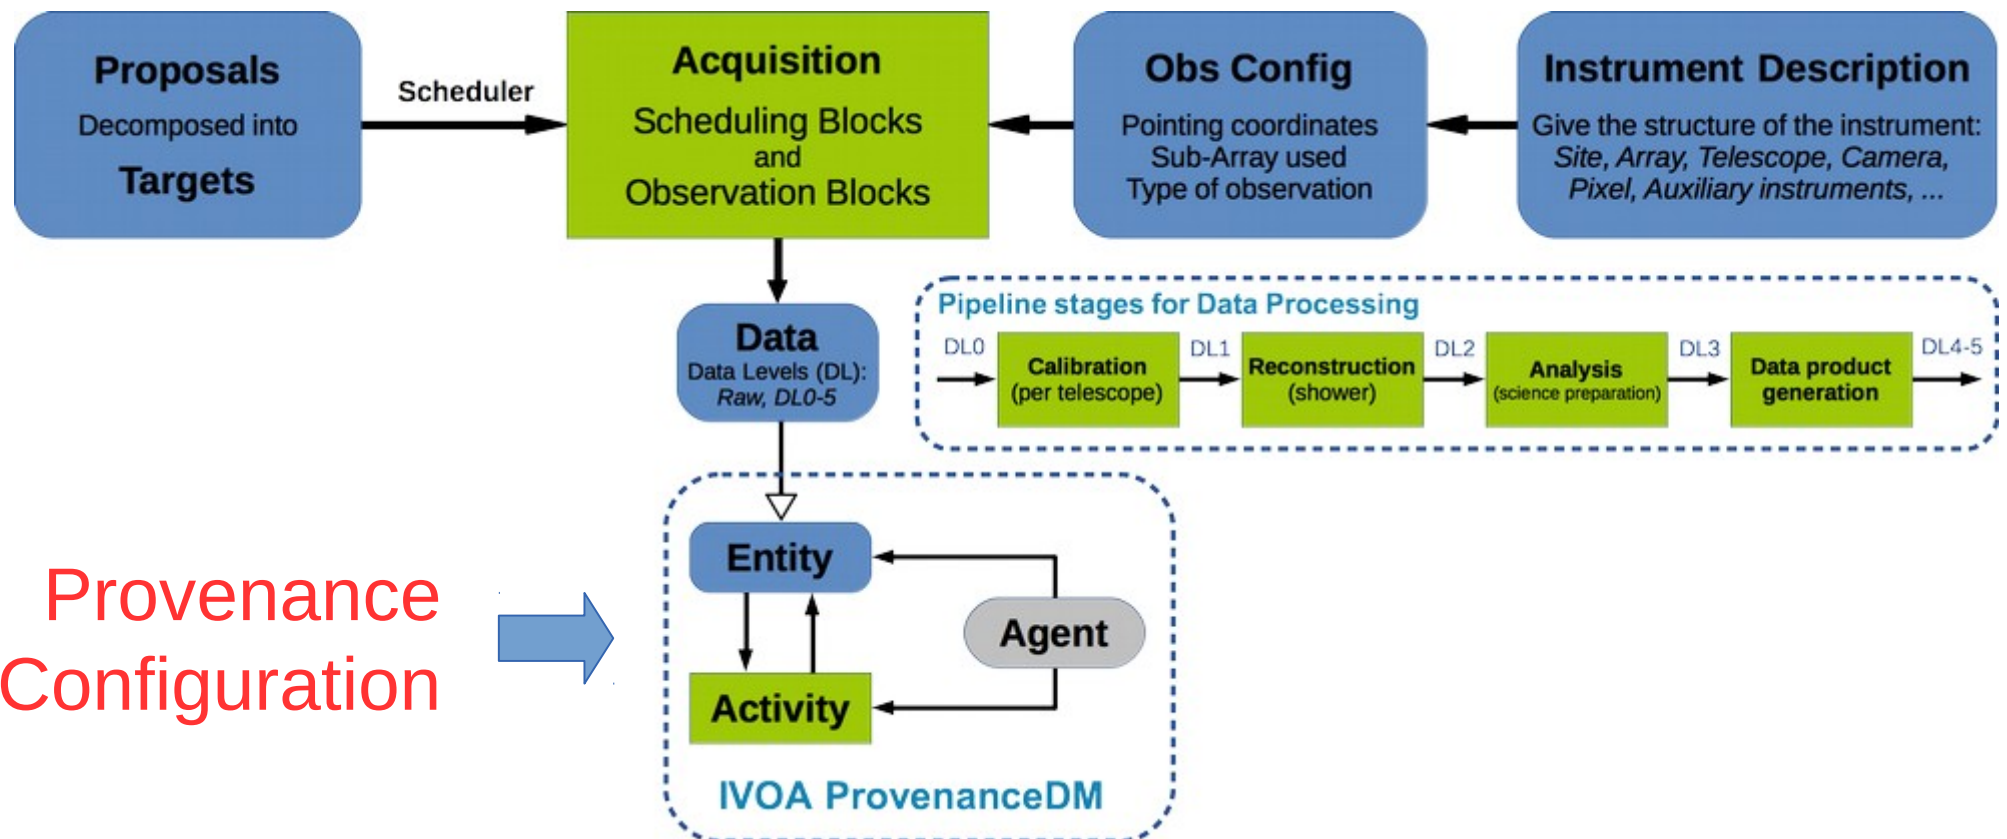 Proposals
Decomposed into
Targets
Scheduler
Acquisition
Scheduling Blocks
and
Observation Blocks
Obs Config
Pointing coordinates
Sub-Array used
Type of observation
Instrument Description
Give the structure of the instrument:
Site, Array, Telescope, Camera,
Pixel, Auxiliary instruments, ...
Data
Data Levels (DL):
Raw, DL0-5
Pipeline stages for Data Processing
DL0
Calibration
(per telescope)
DL1
Reconstruction
(shower)
DL2
Analysis
(science preparation)
DL3
Data product
generation
DL4-5
Provenance
Configuration
Entity
Agent
Activity
IVOA ProvenanceDM